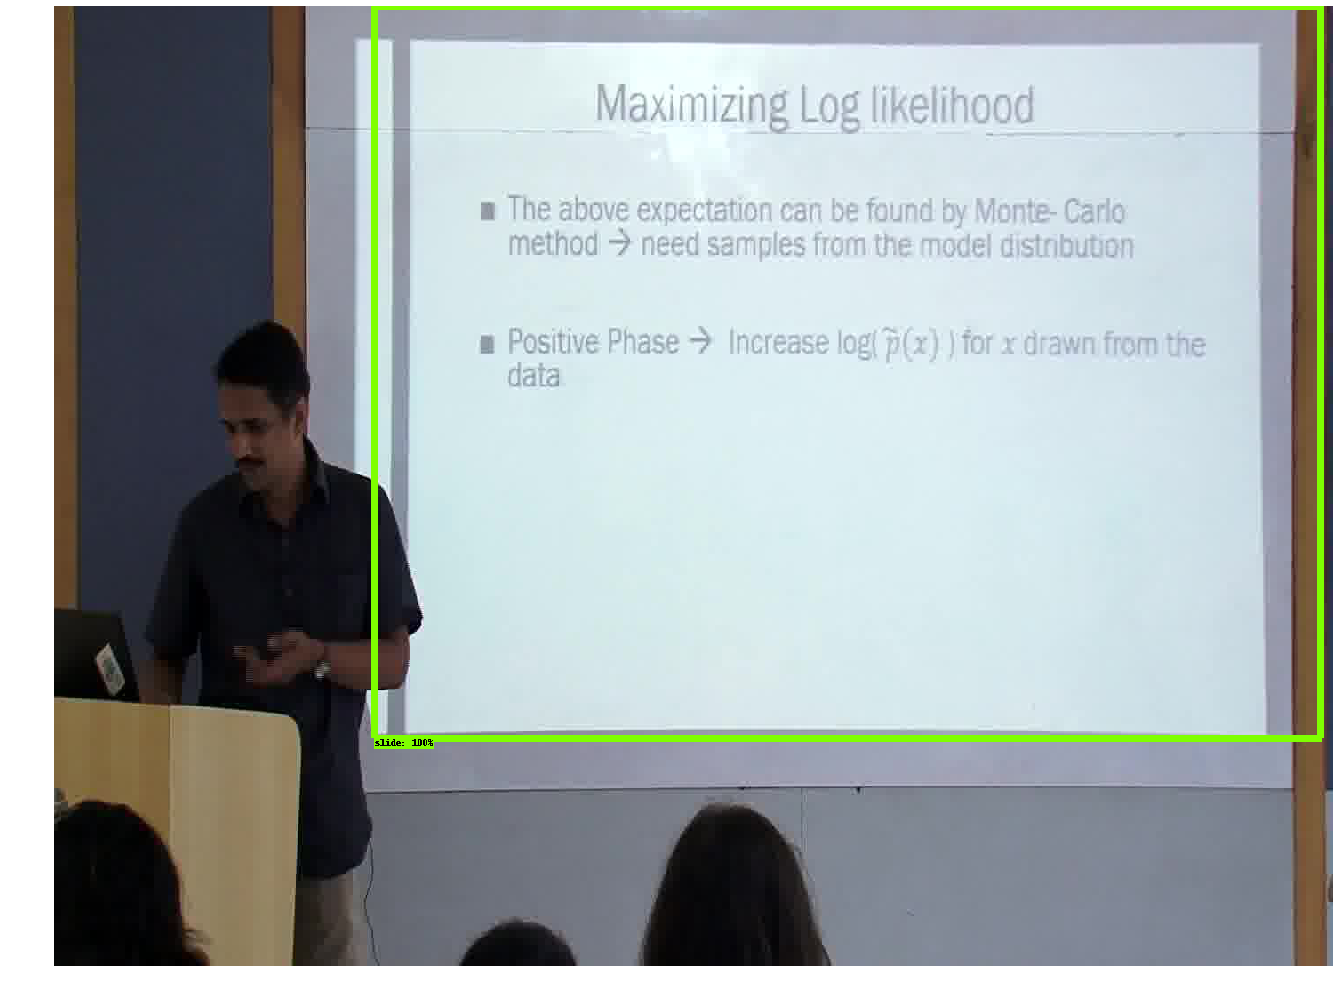 Maximizing Log likelihood
■ The above expectation can be found by Monte- Carlo
method → need samples from the model distribution
■ Positive Phase → Increase log( p̃(x) ) for x drawn from the
data
slide: 100%